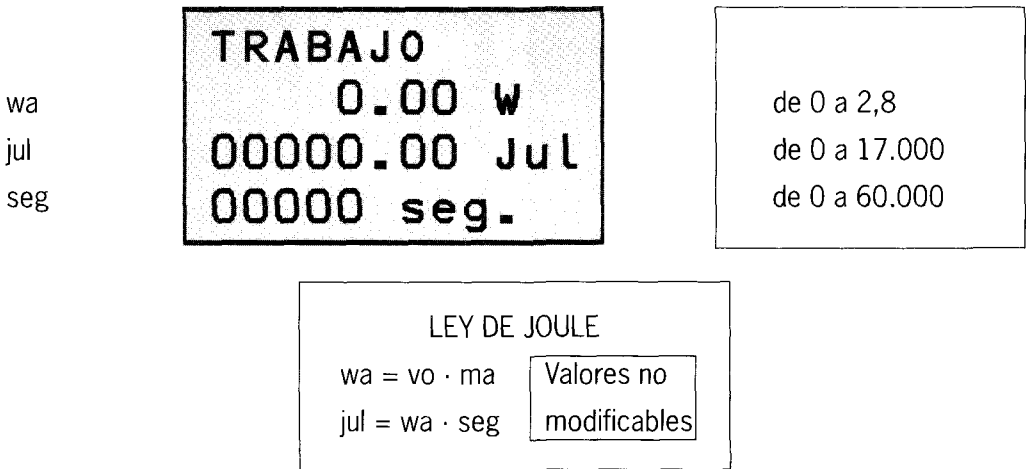 TRABAJO
wa 0.00 W de 0 a 2,8
jul 00000.00 Jul de 0 a 17.000
seg 00000 seg. de 0 a 60.000
LEY DE JOULE
wa = vo · ma Valores no
jul = wa · seg modificables